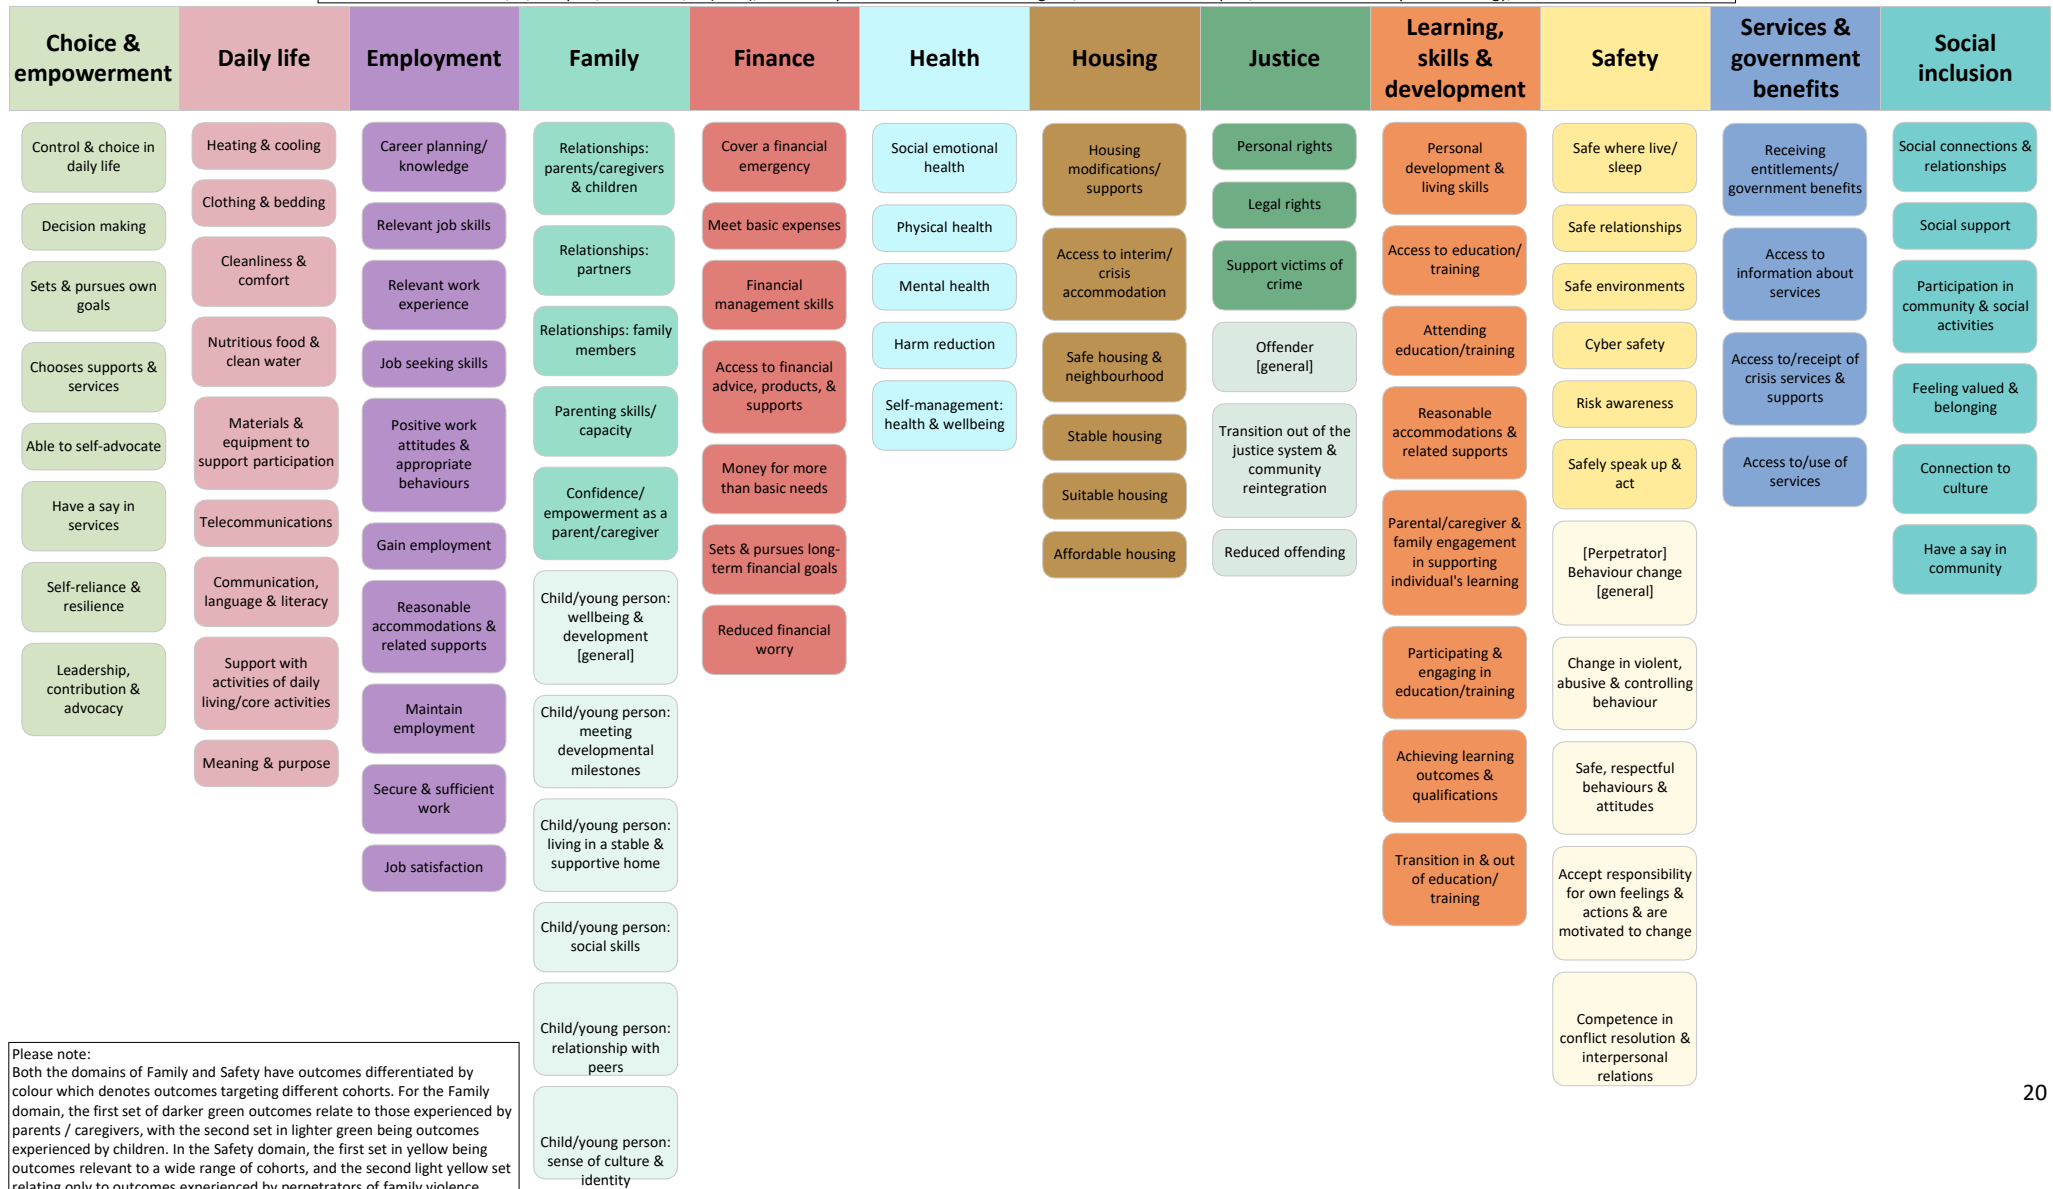 Choice &
empowerment
Daily life
Employment
Family
Finance
Health
Housing
Justice
Learning,
skills &
development
Safety
Services &
government
benefits
Social
inclusion
Control & choice in
daily life
Decision making
Sets & pursues own
goals
Chooses supports &
services
Able to self-advocate
Have a say in
services
Self-reliance &
resilience
Leadership,
contribution &
advocacy
Heating & cooling
Clothing & bedding
Cleanliness &
comfort
Nutritious food &
clean water
Materials &
equipment to
support participation
Telecommunications
Communication,
language & literacy
Support with
activities of daily
living/core activities
Meaning & purpose
Career planning/
knowledge
Relevant job skills
Relevant work
experience
Job seeking skills
Positive work
attitudes &
appropriate
behaviours
Gain employment
Reasonable
accommodations &
related supports
Maintain
employment
Secure & sufficient
work
Job satisfaction
Relationships:
parents/caregivers
& children
Relationships:
partners
Relationships: family
members
Parenting skills/
capacity
Confidence/
empowerment as a
parent/caregiver
Child/young person:
wellbeing &
development
[general]
Child/young person:
meeting
developmental
milestones
Child/young person:
living in a stable &
supportive home
Child/young person:
social skills
Child/young person:
relationship with
peers
Child/young person:
sense of culture &
identity
Cover a financial
emergency
Meet basic expenses
Financial
management skills
Access to financial
advice, products, &
supports
Money for more
than basic needs
Sets & pursues long-
term financial goals
Reduced financial
worry
Social emotional
health
Physical health
Mental health
Harm reduction
Self-management:
health & wellbeing
Housing
modifications/
supports
Access to interim/
crisis
accommodation
Safe housing &
neighbourhood
Stable housing
Suitable housing
Affordable housing
Personal rights
Legal rights
Support victims of
crime
Offender
[general]
Transition out of the
justice system &
community
reintegration
Reduced offending
Personal
development &
living skills
Access to education/
training
Attending
education/training
Reasonable
accommodations &
related supports
Parental/caregiver &
family engagement
in supporting
individual's learning
Participating &
engaging in
education/training
Achieving learning
outcomes &
qualifications
Transition in & out
of education/
training
Safe where live/
sleep
Safe relationships
Safe environments
Cyber safety
Risk awareness
Safely speak up &
act
[Perpetrator]
Behaviour change
[general]
Change in violent,
abusive & controlling
behaviour
Safe, respectful
behaviours &
attitudes
Accept responsibility
for own feelings &
actions & are
motivated to change
Competence in
conflict resolution &
interpersonal
relations
Receiving
entitlements/
government benefits
Access to
information about
services
Access to/receipt of
crisis services &
supports
Access to/use of
services
Social connections &
relationships
Social support
Participation in
community & social
activities
Feeling valued &
belonging
Connection to
culture
Have a say in
community
Please note:
Both the domains of Family and Safety have outcomes differentiated by
colour which denotes outcomes targeting different cohorts. For the Family
domain, the first set of darker green outcomes relate to those experienced by
parents / caregivers, with the second set in lighter green being outcomes
experienced by children. In the Safety domain, the first set in yellow being
outcomes relevant to a wide range of cohorts, and the second light yellow set
relating only to outcomes experienced by perpetrators of family violence
20